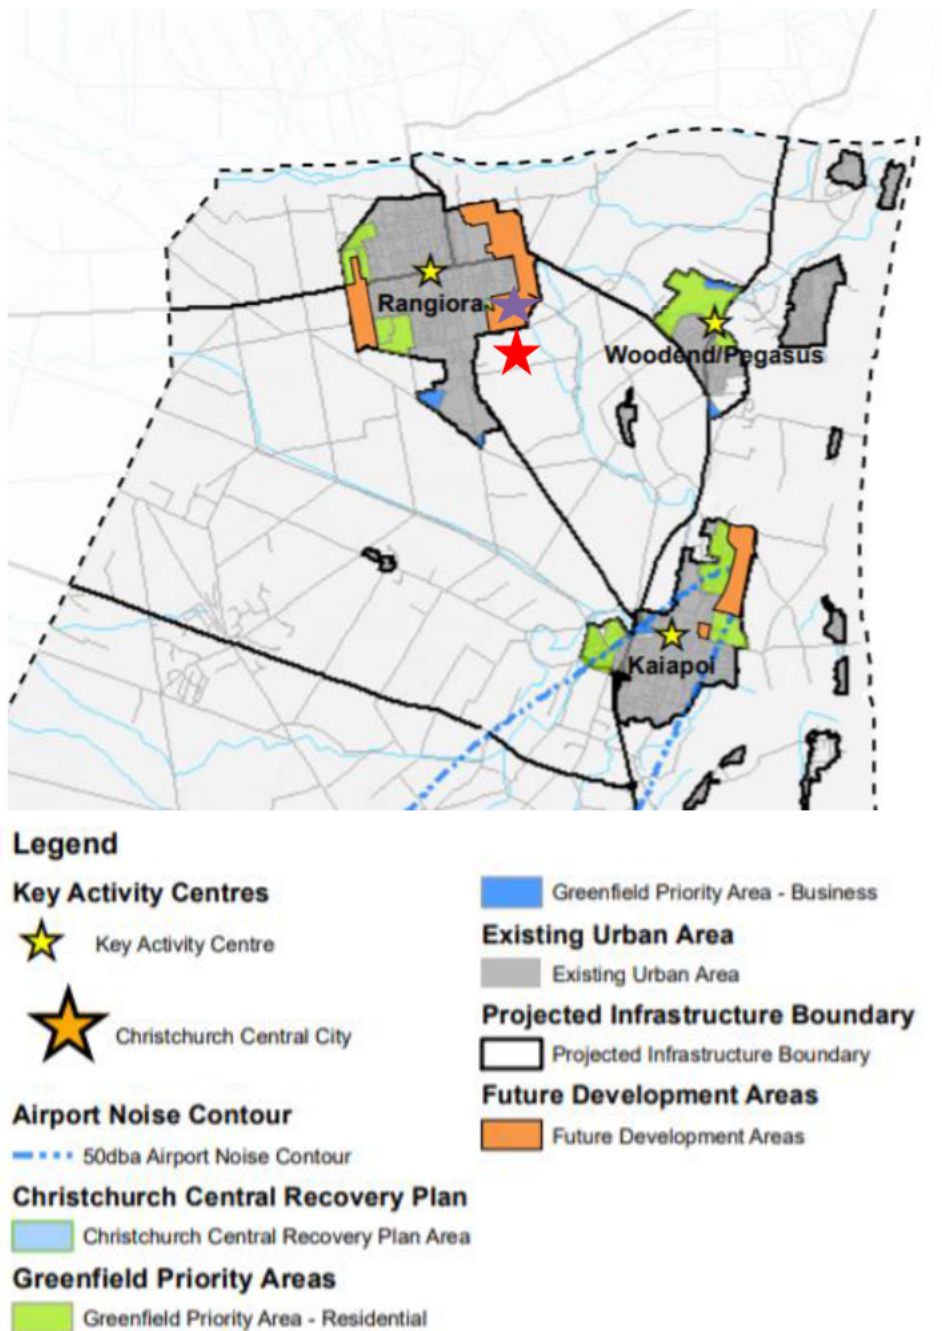 Rangiora
Woodend/Pegasus
Kaiapoi
Legend
Key Activity Centres
Key Activity Centre
Christchurch Central City
Airport Noise Contour
50dba Airport Noise Contour
Christchurch Central Recovery Plan
Christchurch Central Recovery Plan Area
Greenfield Priority Areas
Greenfield Priority Area - Residential
Greenfield Priority Area - Business
Existing Urban Area
Existing Urban Area
Projected Infrastructure Boundary
Projected Infrastructure Boundary
Future Development Areas
Future Development Areas